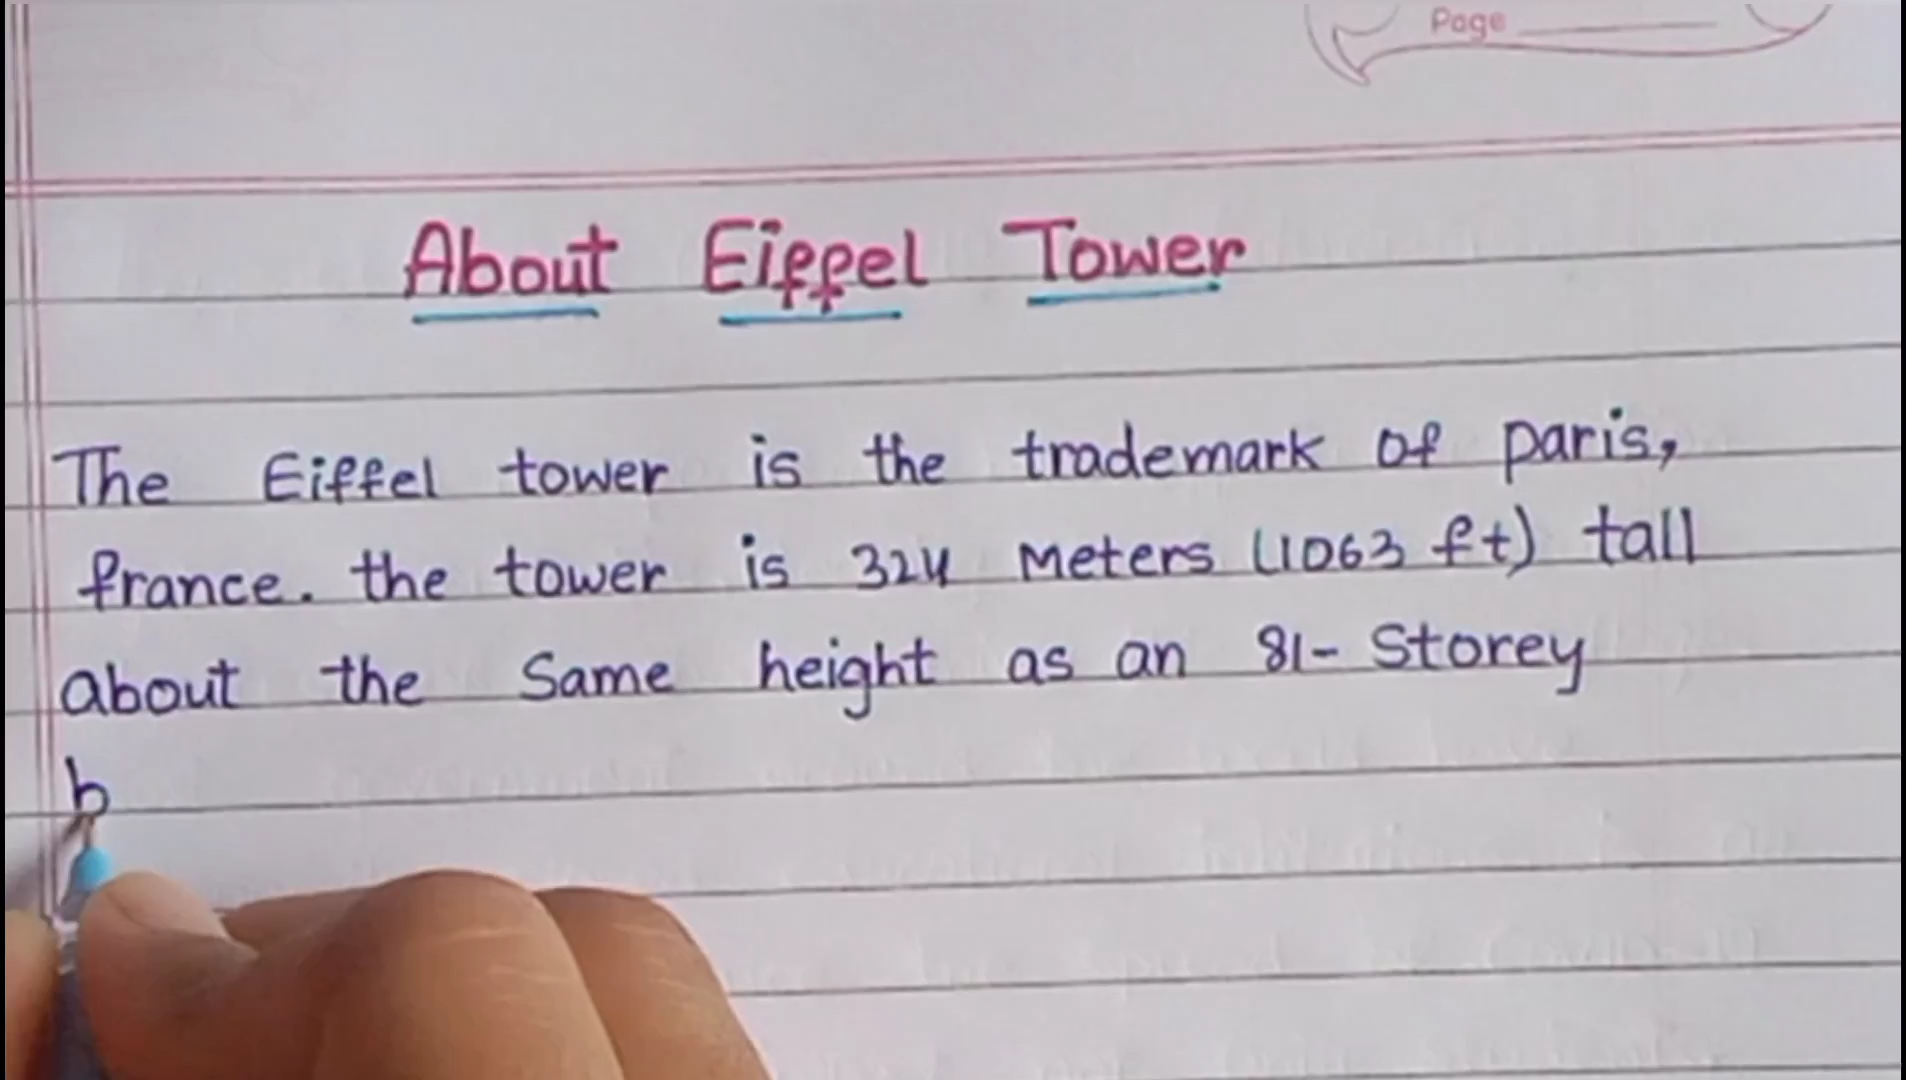 Page
About Eiffel Tower
The Eiffel tower is the trademark of paris,
france. the tower is 324 Meters (1063 ft) tall
about the Same height as an 81- Storey
b